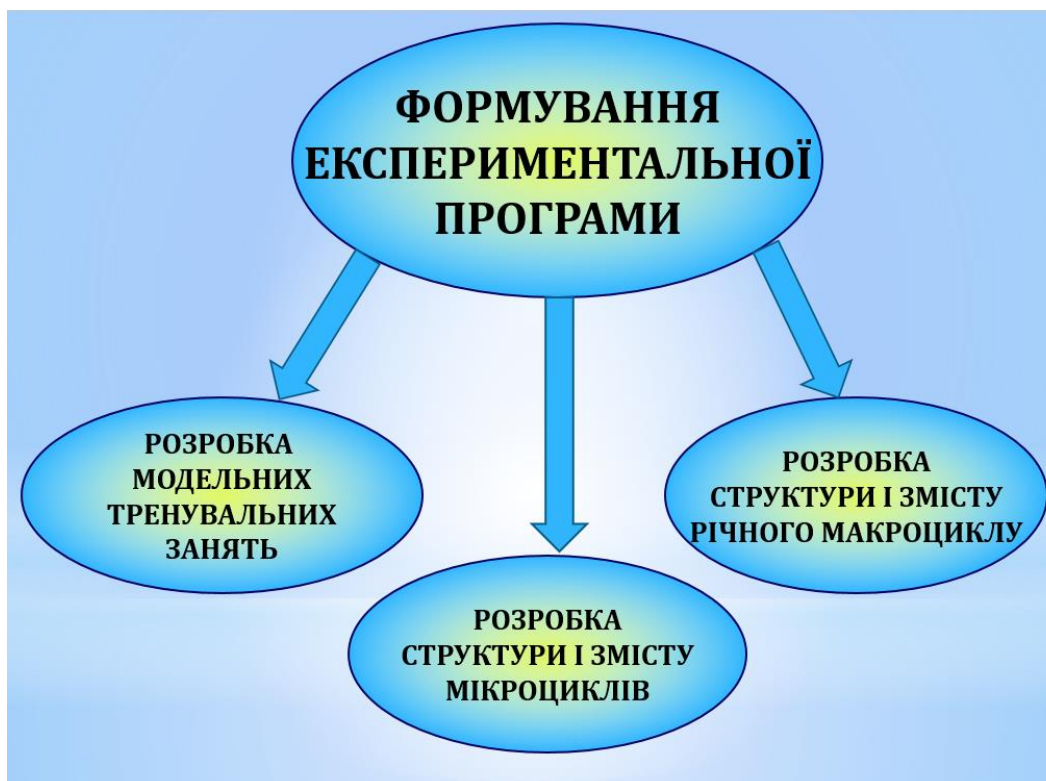 ФОРМУВАННЯ
ЕКСПЕРИМЕНТАЛЬНОЇ
ПРОГРАМИ
РОЗРОБКА
МОДЕЛЬНИХ
ТРЕНУВАЛЬНИХ
ЗАНЯТЬ
РОЗРОБКА
СТРУКТУРИ І ЗМІСТУ
МІКРОЦИКЛІВ
РОЗРОБКА
СТРУКТУРИ І ЗМІСТУ
РІЧНОГО МАКРОЦИКЛУ